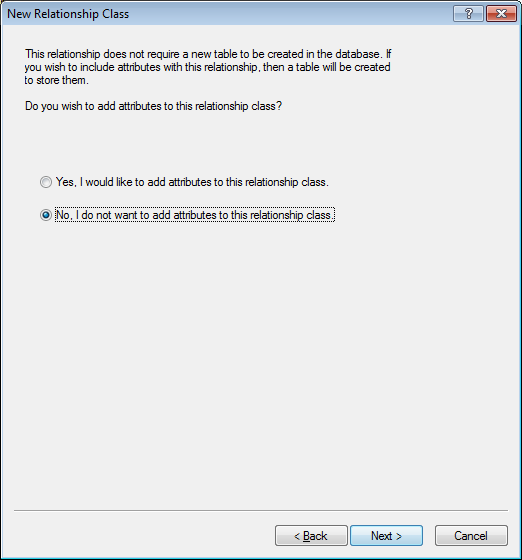 New Relationship Class
This relationship does not require a new table to be created in the database. If
you wish to include attributes with this relationship, then a table will be created
to store them.
Do you wish to add attributes to this relationship class?
Yes, I would like to add attributes to this relationship class.
No, I do not want to add attributes to this relationship class.
< Back
Next >
Cancel